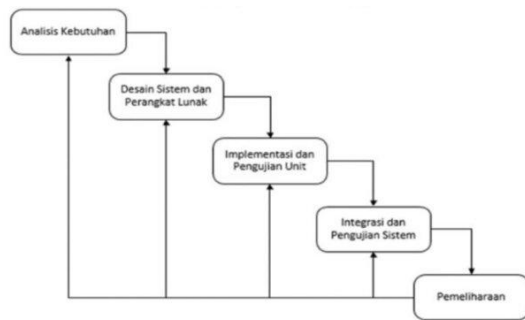 Analisis Kebutuhan
Desain Sistem dan
Perangkat Lunak
Implementasi dan
Pengujian Unit
Integrasi dan
Pengujian Sistem
Pemeliharaan